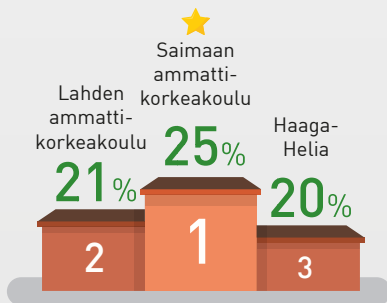 Saimaan
ammatti-
korkeakoulu
25%
1
Lahden
ammatti-
korkeakoulu
21%
2
Haaga-
Helia
20%
3